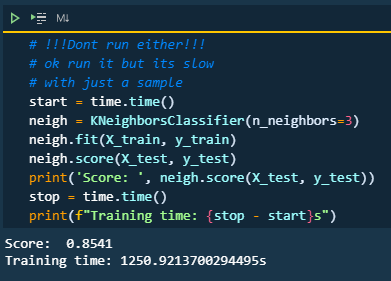 M↓
# !!!Dont run either!!!
# ok run it but its slow
# with just a sample
start = time.time()
neigh = KNeighborsClassifier(n_neighbors=3)
neigh.fit(X_train, y_train)
neigh.score(X_test, y_test)
print('Score: ', neigh.score(X_test, y_test))
stop = time.time()
print(f"Training time: {stop - start}s")
Score:  0.8541
Training time: 1250.9213700294495s